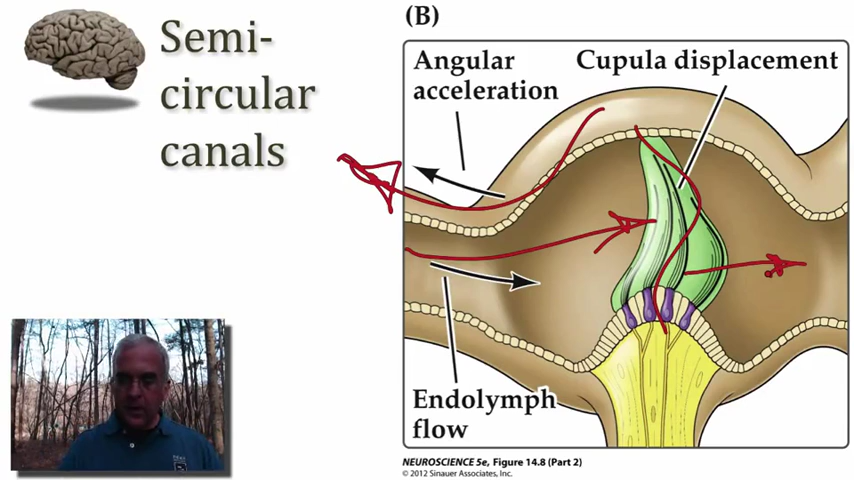 Semi-
circular
canals
(B)
Angular
acceleration
Cupula displacement
Endolymph
flow
NEUROSCIENCE 5e, Figure 14.8 (Part 2)
© 2012 Sinauer Associates, Inc.